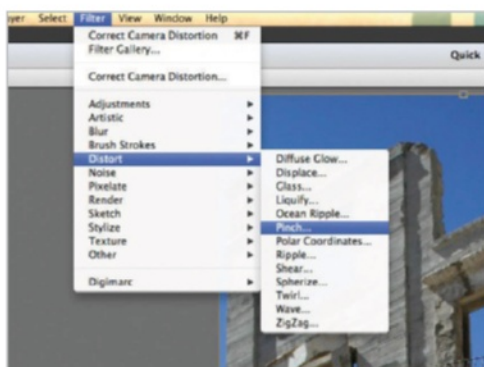 yer Select Filter View Window Help
Correct Camera Distortion ⌘F
Filter Gallery...
Quick
Correct Camera Distortion...
Adjustments
Artistic
Blur
Brush Strokes
Distort
Noise
Pixelate
Render
Sketch
Stylize
Texture
Other
Digimarc
Diffuse Glow...
Displace...
Glass...
Liquify...
Ocean Ripple...
Pinch...
Polar Coordinates...
Ripple...
Shear...
Spherize...
Twirl...
Wave...
ZigZag...